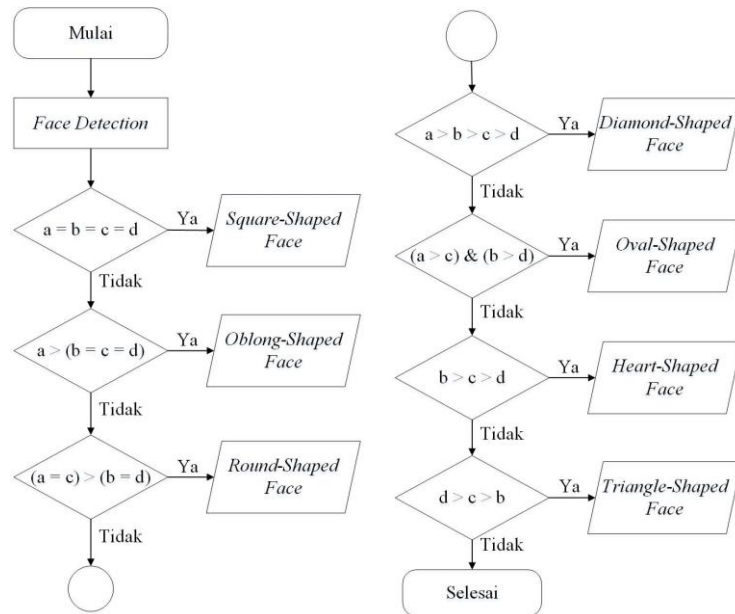 Mulai
Face Detection
a = b = c = d
Ya
Square-Shaped
Face
Tidak
a > (b = c = d)
Ya
Oblong-Shaped
Face
Tidak
(a = c) > (b = d)
Ya
Round-Shaped
Face
Tidak
a > b > c > d
Ya
Diamond-Shaped
Face
Tidak
(a > c) & (b > d)
Ya
Oval-Shaped
Face
Tidak
b > c > d
Ya
Heart-Shaped
Face
Tidak
d > c > b
Ya
Triangle-Shaped
Face
Tidak
Selesai